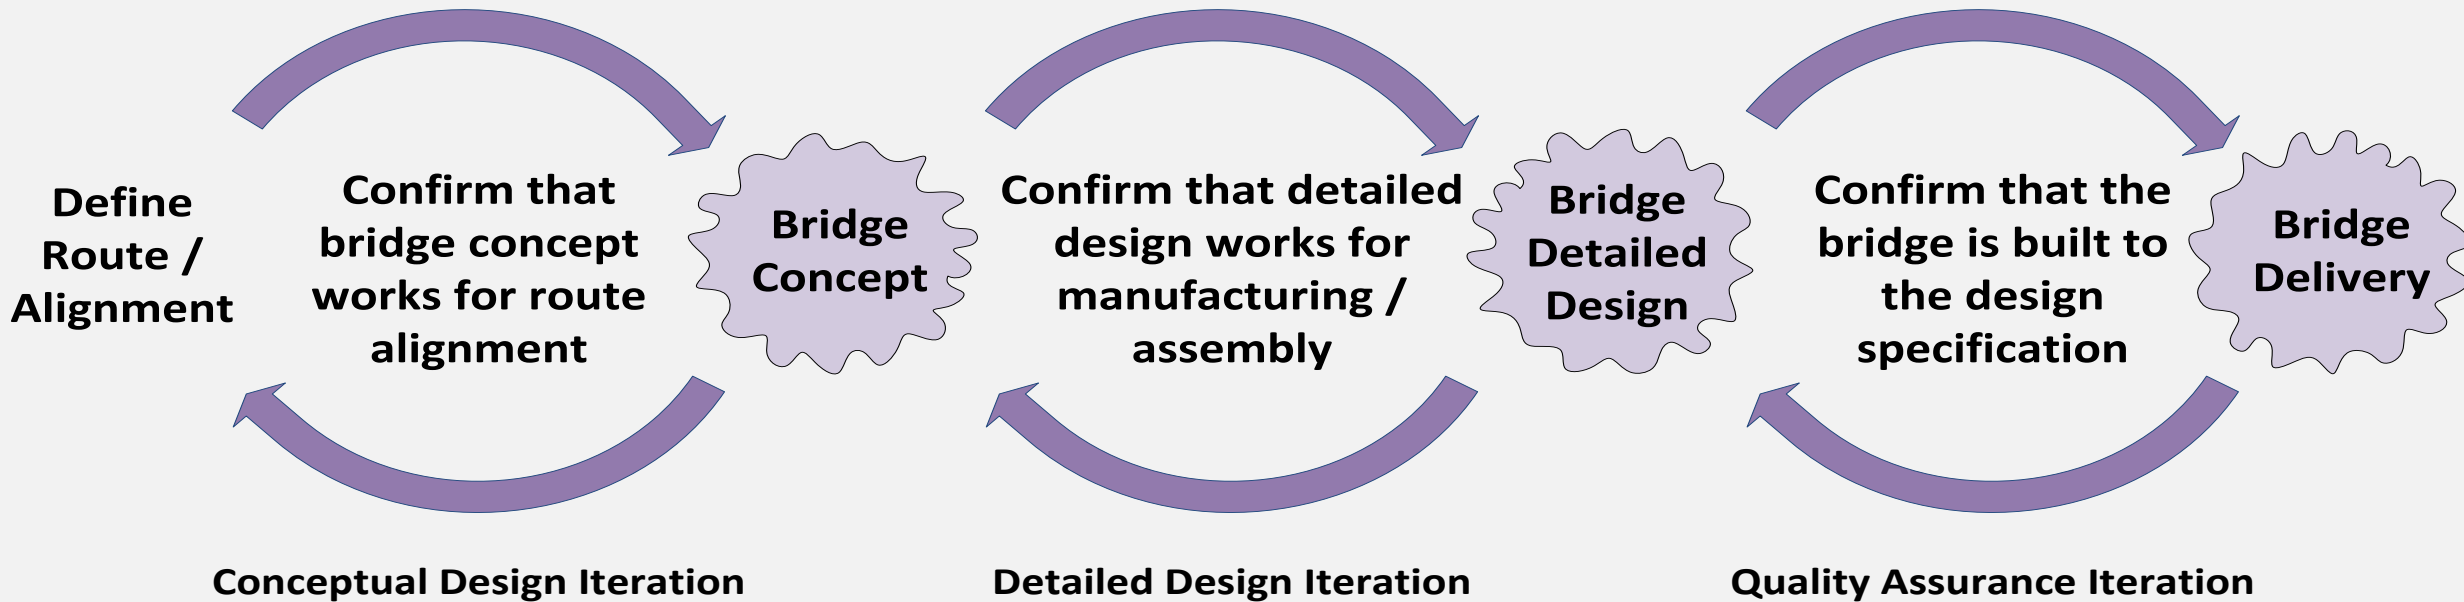 Define
Route /
Alignment
Confirm that
bridge concept
works for route
alignment
Bridge
Concept
Confirm that detailed
design works for
manufacturing /
assembly
Bridge
Detailed
Design
Confirm that the
bridge is built to
the design
specification
Bridge
Delivery
Conceptual Design Iteration
Detailed Design Iteration
Quality Assurance Iteration